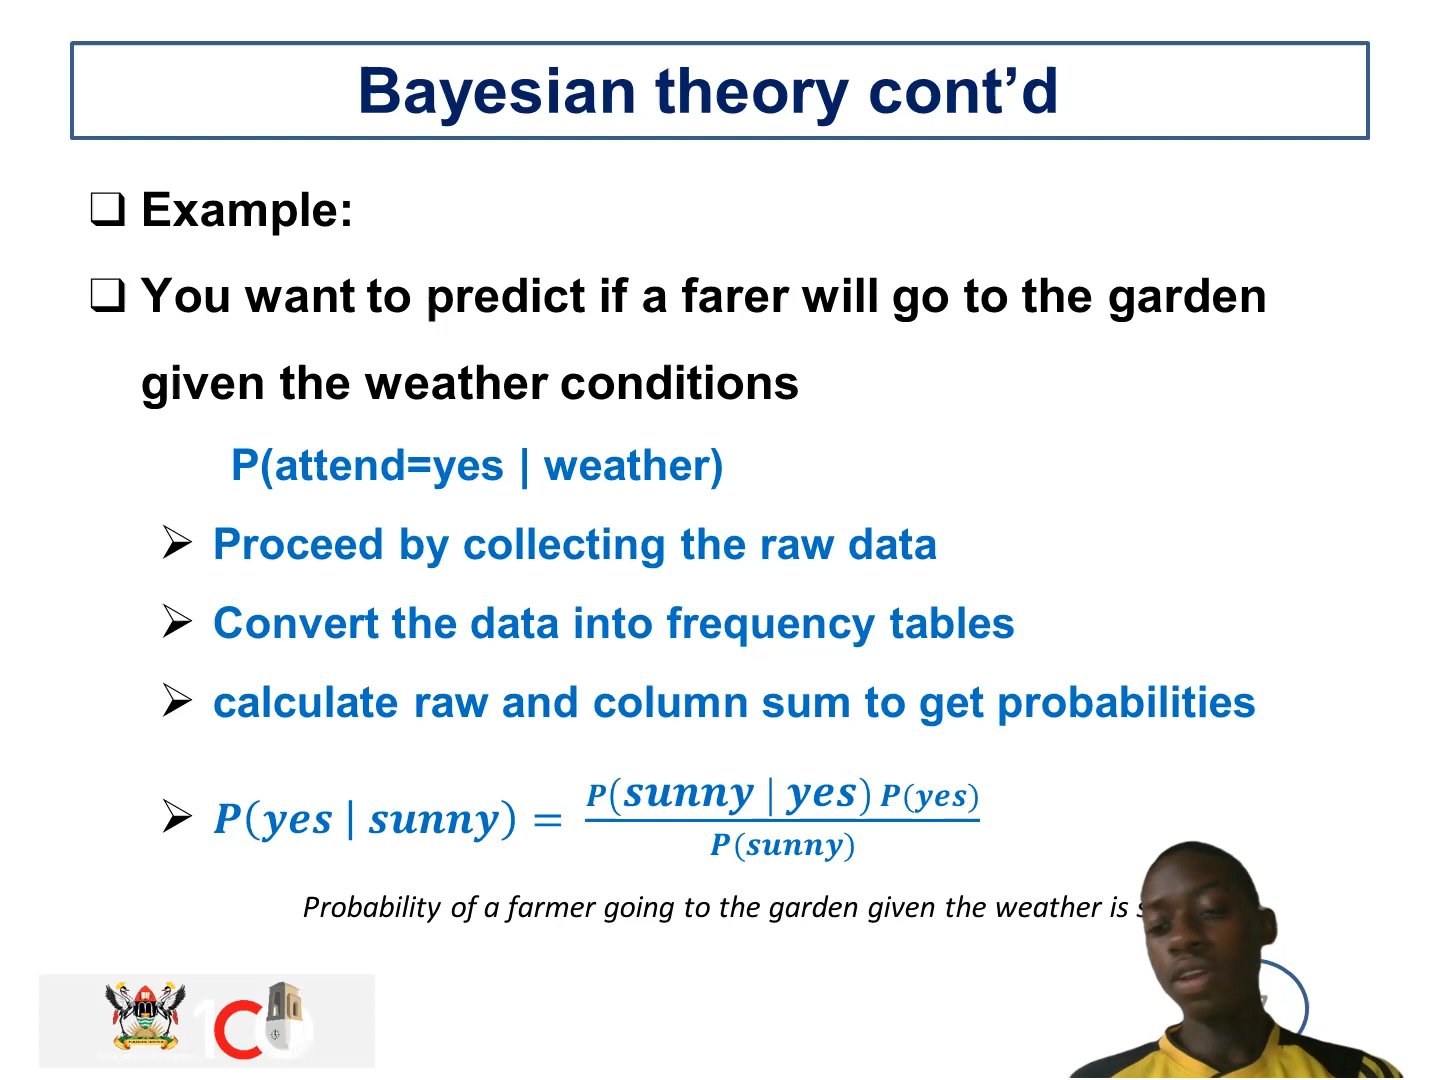 Bayesian theory cont’d
Example:
You want to predict if a farer will go to the garden
given the weather conditions
P(attend=yes | weather)
Proceed by collecting the raw data
Convert the data into frequency tables
calculate raw and column sum to get probabilities
P(yes | sunny) = P(sunny | yes) P(yes) / P(sunny)
Probability of a farmer going to the garden given the weather is
100